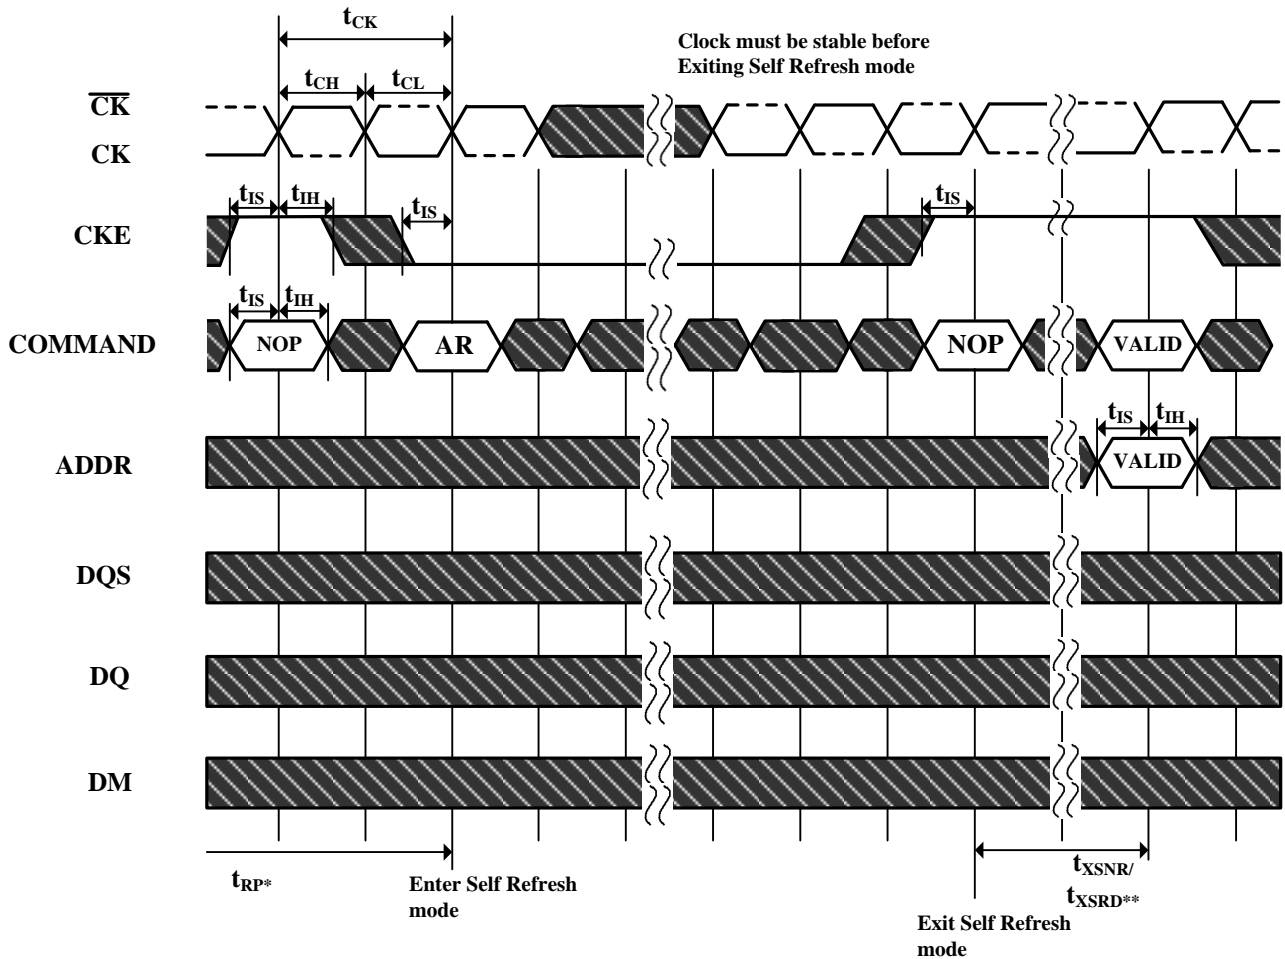 tCK
Clock must be stable before
Exiting Self Refresh mode
tCH
tCL
CK
CK
tIS
tIH
tIS
tIS
CKE
tIS
tIH
COMMAND
NOP
AR
NOP
VALID
tIS
tIH
ADDR
VALID
DQS
DQ
DM
tRP*
Enter Self Refresh
mode
tXSNR/
tXSRD**
Exit Self Refresh
mode